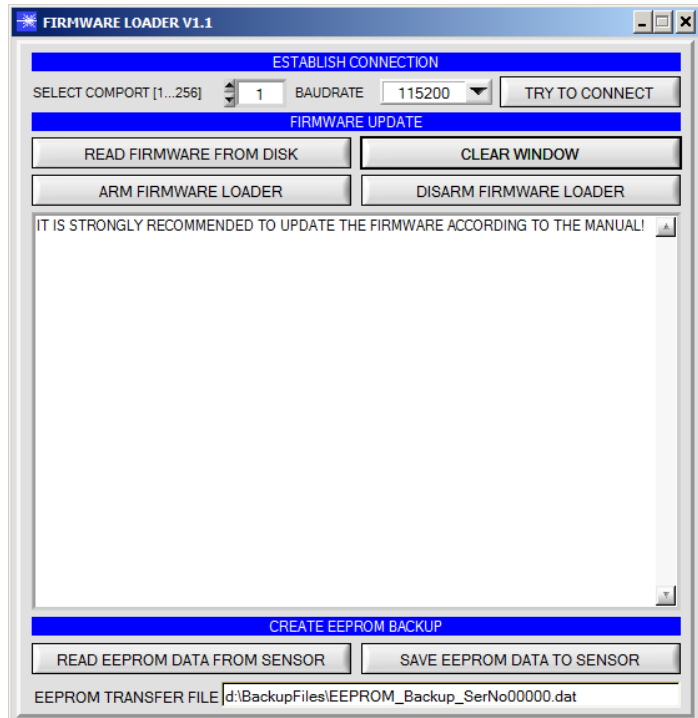 FIRMWARE LOADER V1.1
ESTABLISH CONNECTION
SELECT COMPORT [1...256] 1 BAUDRATE 115200 TRY TO CONNECT
FIRMWARE UPDATE
READ FIRMWARE FROM DISK CLEAR WINDOW
ARM FIRMWARE LOADER DISARM FIRMWARE LOADER
IT IS STRONGLY RECOMMENDED TO UPDATE THE FIRMWARE ACCORDING TO THE MANUAL!
CREATE EEPROM BACKUP
READ EEPROM DATA FROM SENSOR SAVE EEPROM DATA TO SENSOR
EEPROM TRANSFER FILE d:\BackupFiles\EEPROM_Backup_SerNo00000.dat